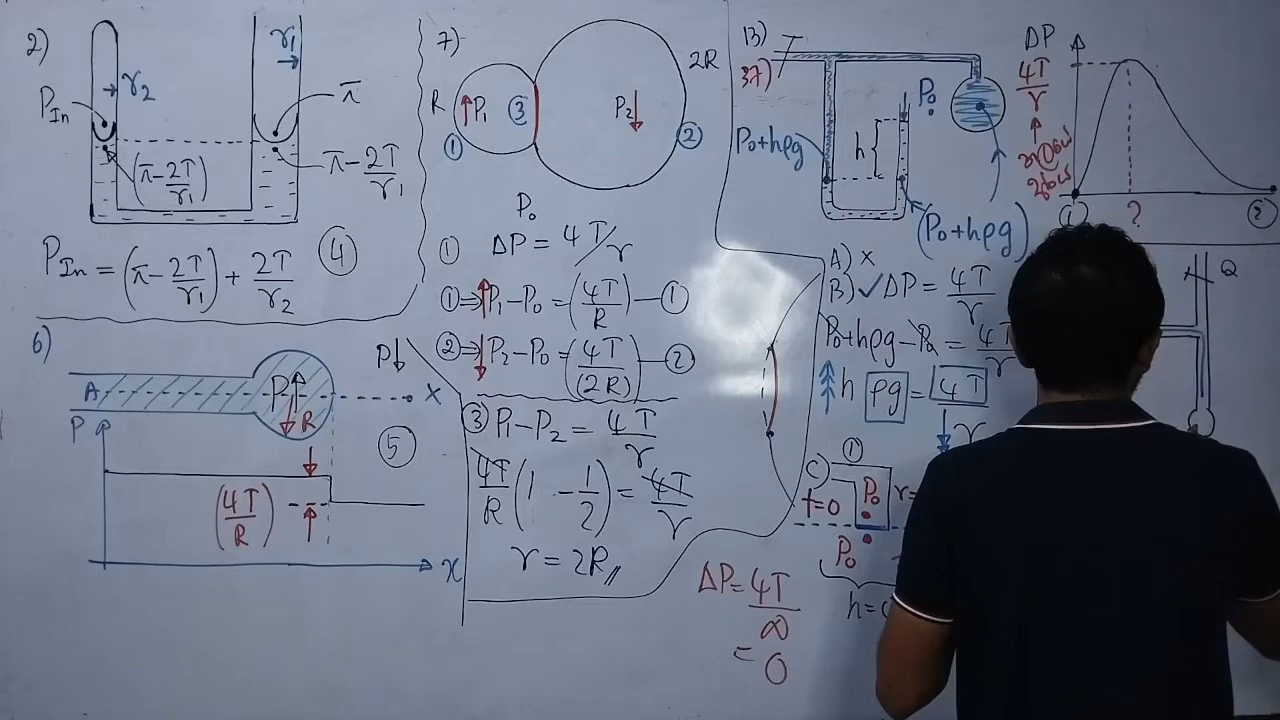 2)
r₂
r₁
P_In
π
(π - 2T/r₁)
π - 2T/r₁
P_In = (π - 2T/r₁) + 2T/r₂
④
6)
A
P
R
x
P
(4T/R)
⑤
x
7)
R
P₁
③
P₂
2R
①
②
P₀
① ΔP = 4T/r
① ⇒ P₁ - P₀ = (4T/R) — ①
P↓
② ⇒ P₂ - P₀ = (4T/(2R)) — ②
③ P₁ - P₂ = 4T/r
4T/R (1 - 1/2) = 4T/r
r = 2R
13)
37)
P₀
P₀+hρg
h
(P₀+hρg)
ΔP
4T/r
①
?
②
A) x
B) ✓ ΔP = 4T/r
P₀+hρg - P₀ = 4T/r
h ρg = 4T/r
C) ①
t=0
P₀
r=
P₀
ΔP = 4T/∞
= 0
Q